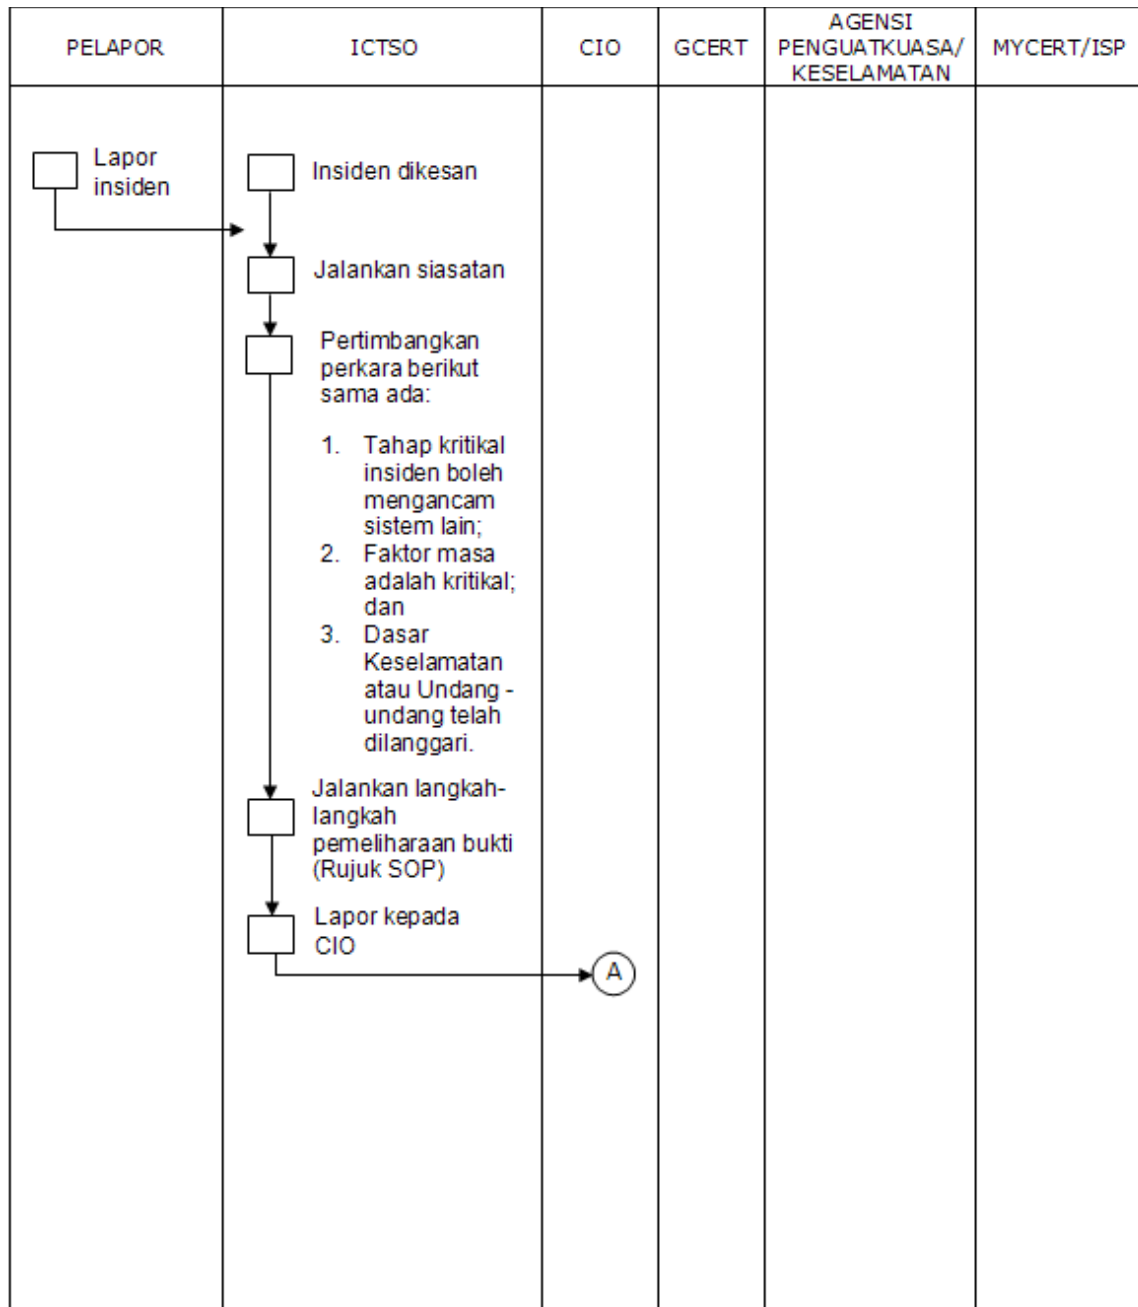 PELAPOR
ICTSO
CIO
GCERT
AGENSI
PENGUATKUASA/
KESELAMATAN
MYCERT/ISP
Lapor
insiden
Insiden dikesan
Jalankan siasatan
Pertimbangkan
perkara berikut
sama ada:
1. Tahap kritikal
insiden boleh
mengancam
sistem lain;
2. Faktor masa
adalah kritikal;
dan
3. Dasar
Keselamatan
atau Undang -
undang telah
dilanggari.
Jalankan langkah-
langkah
pemeliharaan bukti
(Rujuk SOP)
Lapor kepada
CIO
A